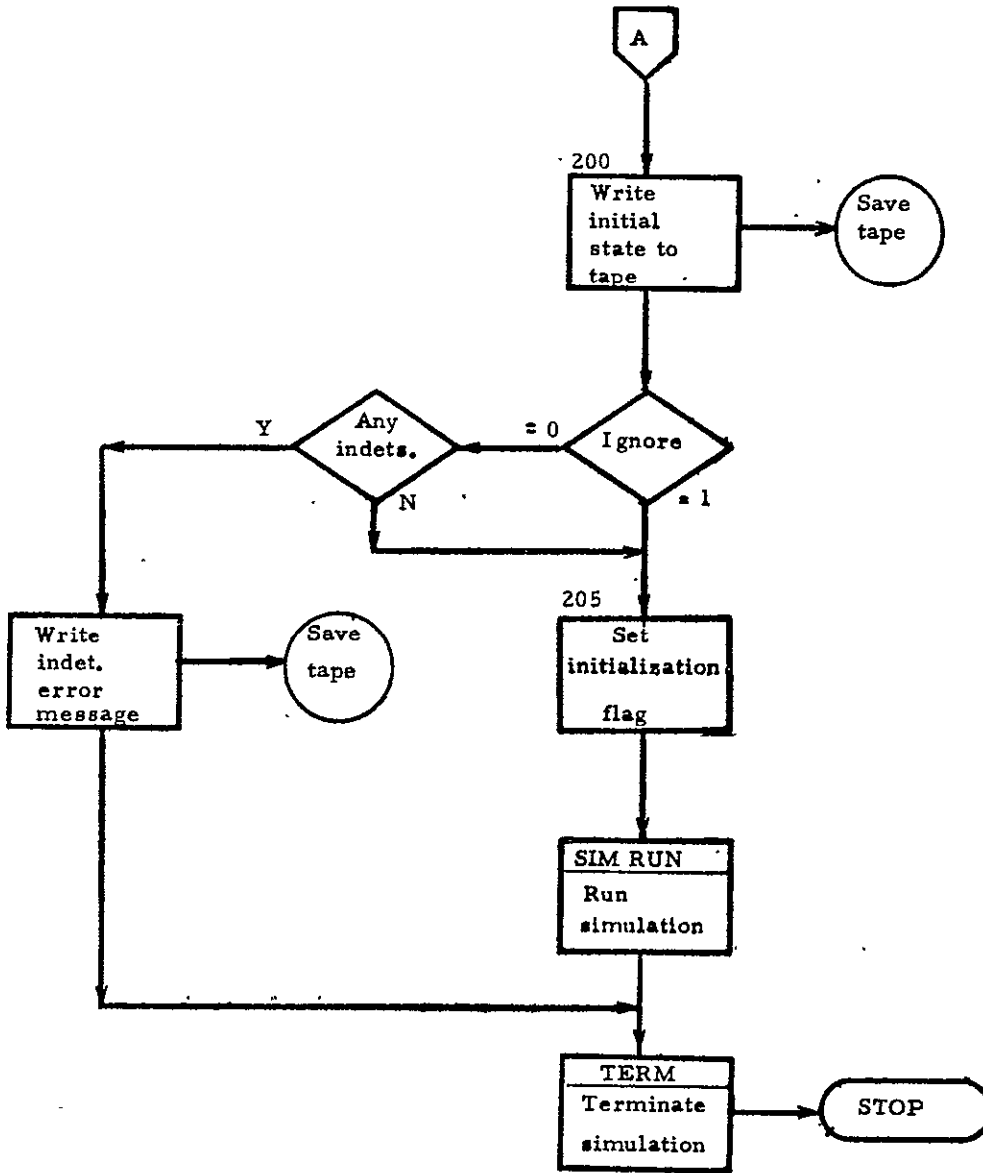 A
200
Write
initial
state to
tape
Save
tape
Ignore
= 0
= 1
Any
indets.
Y
N
Write
indet.
error
message
Save
tape
205
Set
initialization
flag
SIM RUN
Run
simulation
TERM
Terminate
simulation
STOP